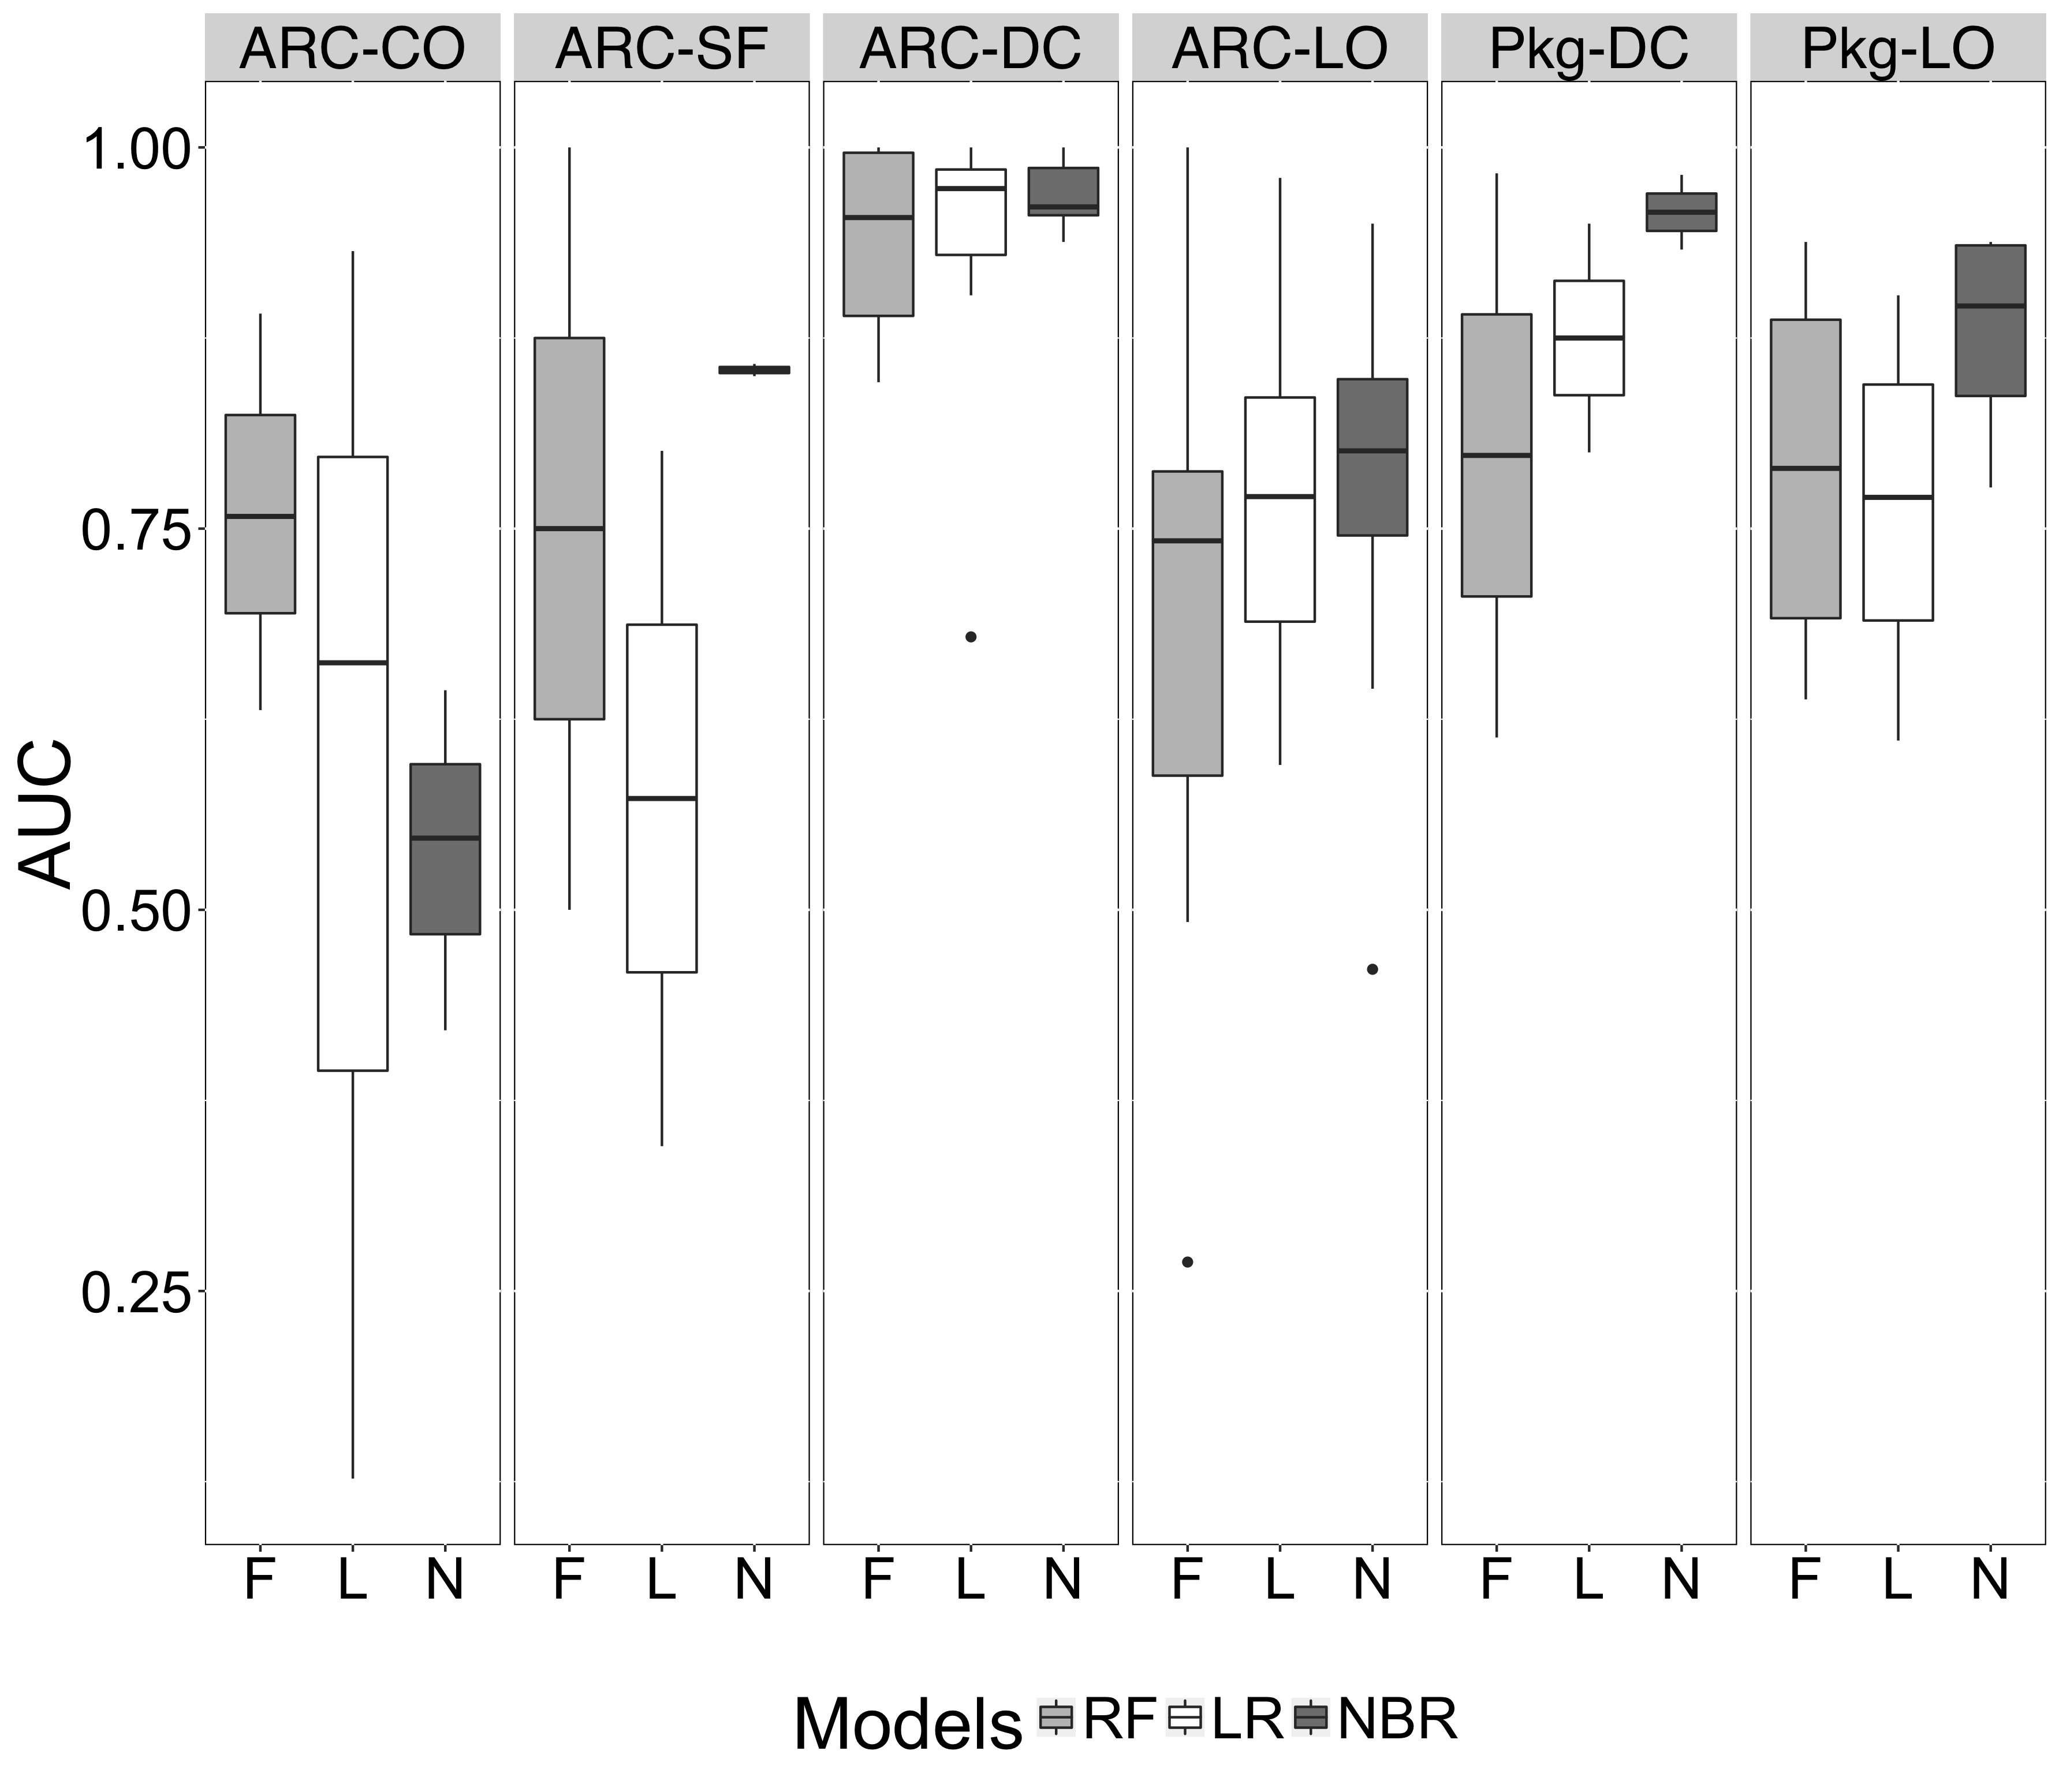 ARC-CO ARC-SF ARC-DC ARC-LO Pkg-DC Pkg-LO
1.00
0.75
0.50
0.25
AUC
F L N F L N F L N F L N F L N F L N
Models RF LR NBR